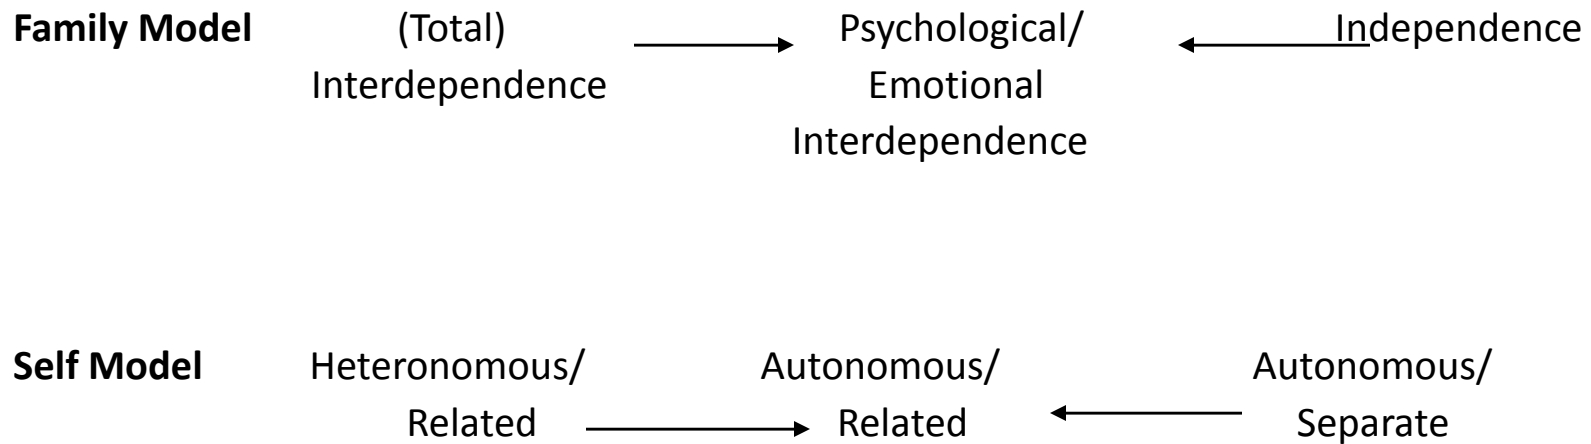 Family Model (Total) Psychological/ Independence
Interdependence Emotional
Interdependence
Self Model Heteronomous/ Autonomous/ Autonomous/
Related Related Separate